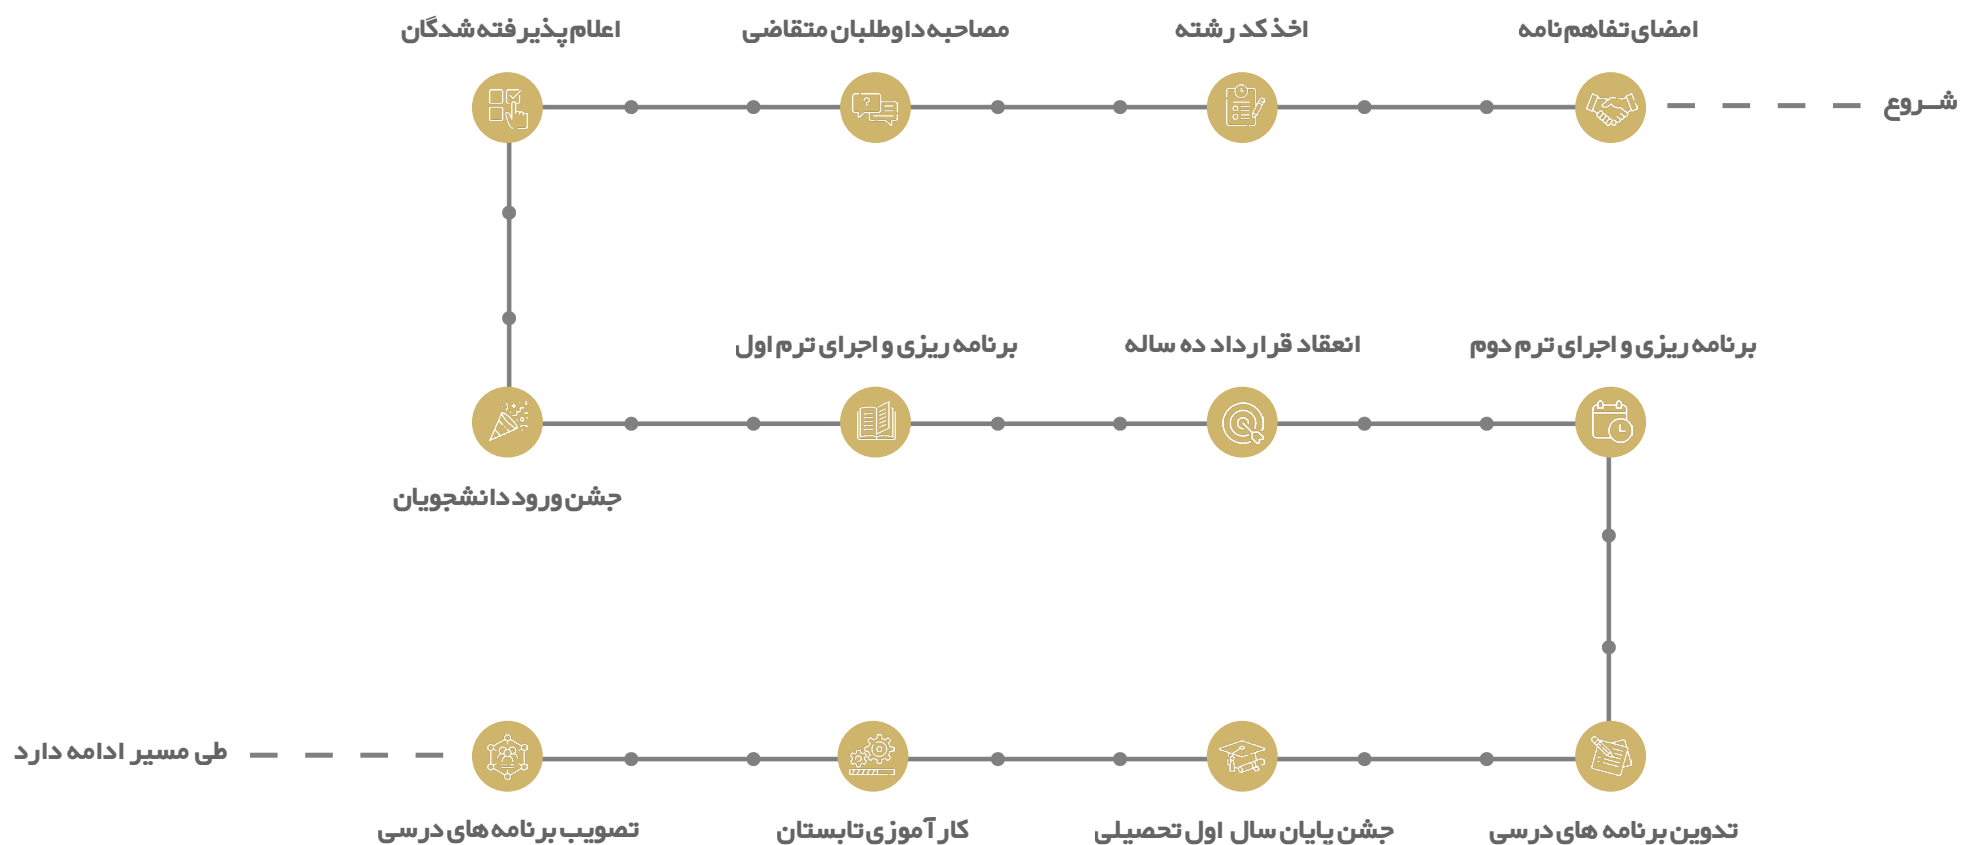 امضای تفاهم نامه
اخذ کد رشته
مصاحبه داوطلبان متقاضی
اعلام پذیرفته شدگان
شــروع
جشن ورود دانشجویان
برنامه ریزی و اجرای ترم اول
انعقاد قرارداد ده ساله
برنامه ریزی و اجرای ترم دوم
تدوین برنامه های درسی
جشن پایان سال اول تحصیلی
کارآموزی تابستان
تصویب برنامه های درسی
طی مسیر ادامه دارد